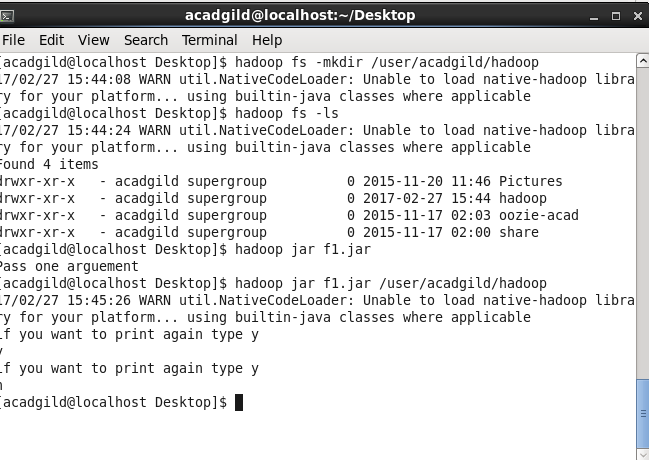 acadgild@localhost:~/Desktop
File Edit View Search Terminal Help
[acadgild@localhost Desktop]$ hadoop fs -mkdir /user/acadgild/hadoop
17/02/27 15:44:08 WARN util.NativeCodeLoader: Unable to load native-hadoop libra
ry for your platform... using builtin-java classes where applicable
[acadgild@localhost Desktop]$ hadoop fs -ls
17/02/27 15:44:24 WARN util.NativeCodeLoader: Unable to load native-hadoop libra
ry for your platform... using builtin-java classes where applicable
Found 4 items
drwxr-xr-x   - acadgild supergroup          0 2015-11-20 11:46 Pictures
drwxr-xr-x   - acadgild supergroup          0 2017-02-27 15:44 hadoop
drwxr-xr-x   - acadgild supergroup          0 2015-11-17 02:03 oozie-acad
drwxr-xr-x   - acadgild supergroup          0 2015-11-17 02:00 share
[acadgild@localhost Desktop]$ hadoop jar f1.jar
Pass one arguement
[acadgild@localhost Desktop]$ hadoop jar f1.jar /user/acadgild/hadoop
17/02/27 15:45:26 WARN util.NativeCodeLoader: Unable to load native-hadoop libra
ry for your platform... using builtin-java classes where applicable
if you want to print again type y
y
if you want to print again type y
n
[acadgild@localhost Desktop]$